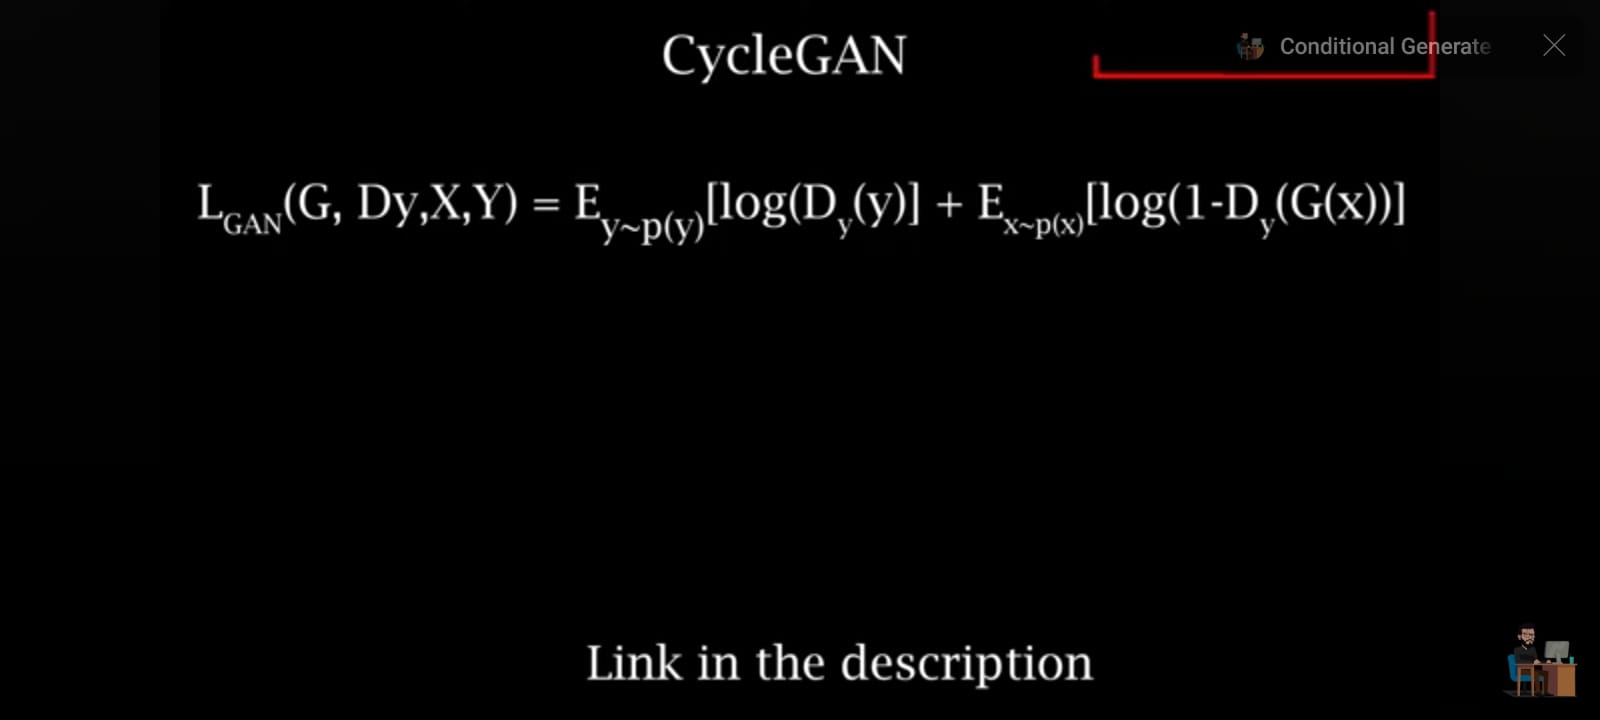 CycleGAN
Conditional Generate
L_GAN(G, Dy,X,Y) = E_y~p(y)[log(D_y(y)] + E_x~p(x)[log(1-D_y(G(x))]
Link in the description